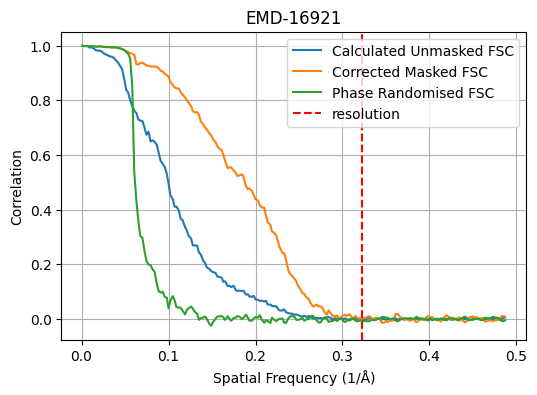 EMD-16921
Calculated Unmasked FSC
Corrected Masked FSC
Phase Randomised FSC
resolution
Correlation
1.0
0.8
0.6
0.4
0.2
0.0
0.0 0.1 0.2 0.3 0.4 0.5
Spatial Frequency (1/Å)